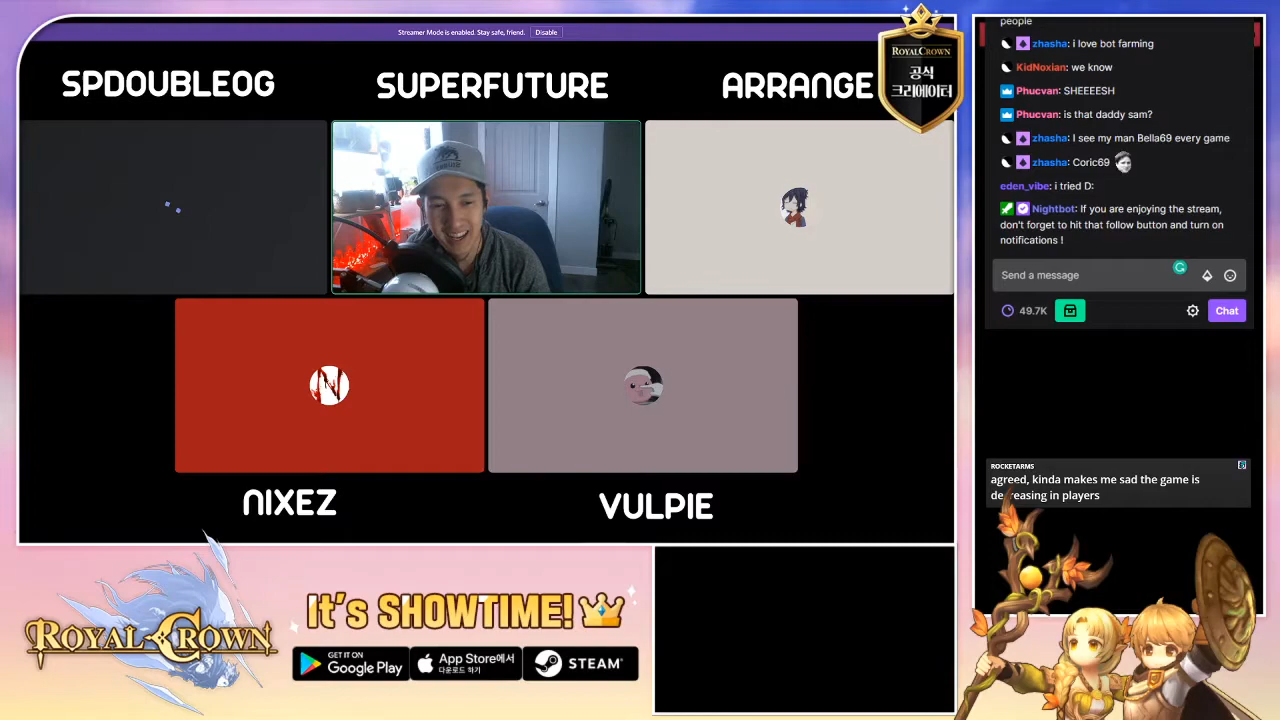 Streamer Mode is enabled. Stay safe, friend. Disable
SPDOUBLEOG
SUPERFUTURE
ARRANGE
ROYALCROWN
공식
크리에이터
NIXEZ
VULPIE
ROYAL CROWN
It's SHOWTIME!
GET IT ON
Google Play
App Store에서
다운로드 하기
STEAM
people
zhasha: i love bot farming
KidNoxian: we know
Phucvan: SHEEEESH
Phucvan: is that daddy sam?
zhasha: I see my man Bella69 every game
zhasha: Coric69
eden_vibe: i tried D:
Nightbot: If you are enjoying the stream,
don't forget to hit that follow button and turn on
notifications !
Send a message
49.7K
Chat
ROCKETARMS
agreed, kinda makes me sad the game is
decreasing in players